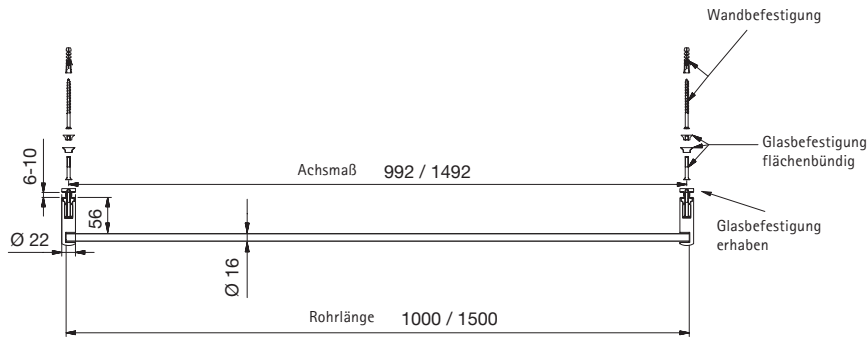 Wandbefestigung
6-10
Achsmaß 992 / 1492
Glasbefestigung
flächenbündig
56
Glasbefestigung
erhaben
Ø 22
Ø 16
Rohrlänge 1000 / 1500